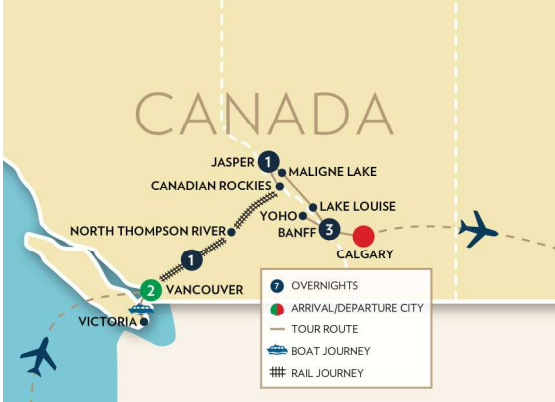 CANADA
JASPER 1
MALIGNE LAKE
CANADIAN ROCKIES
LAKE LOUISE
YOHO
BANFF 3
CALGARY
NORTH THOMPSON RIVER
1
2 VANCOUVER
VICTORIA
7 OVERNIGHTS
ARRIVAL/DEPARTURE CITY
TOUR ROUTE
BOAT JOURNEY
RAIL JOURNEY